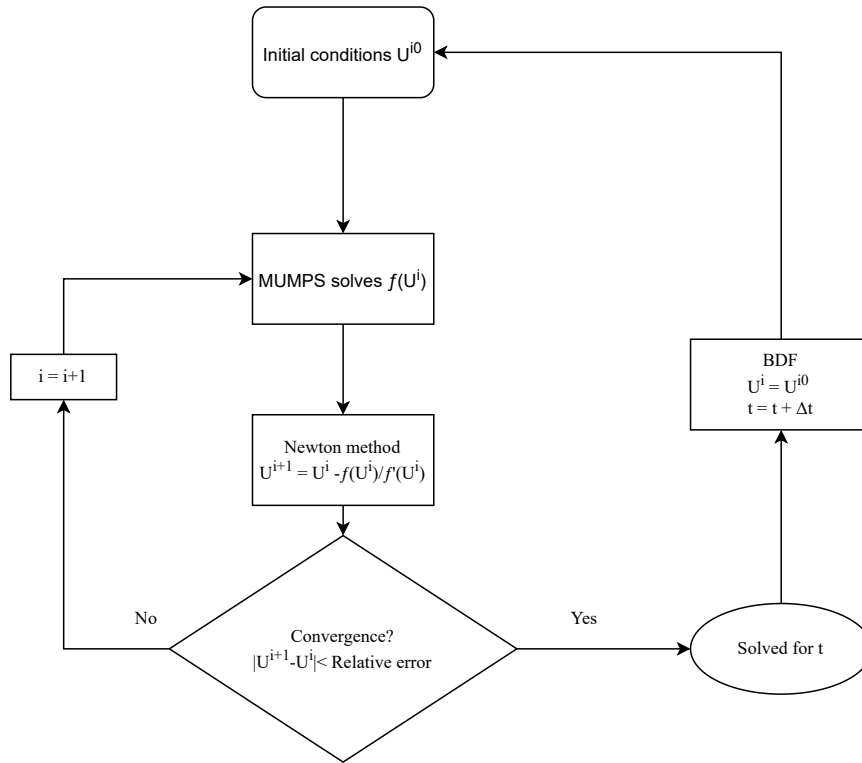 Initial conditions U^i0
MUMPS solves ƒ(U^i)
i = i+1
BDF
U^i = U^i0
t = t + Δt
Newton method
U^i+1 = U^i -ƒ(U^i)/ƒ'(U^i)
No
Yes
Convergence?
|U^i+1-U^i|< Relative error
Solved for t